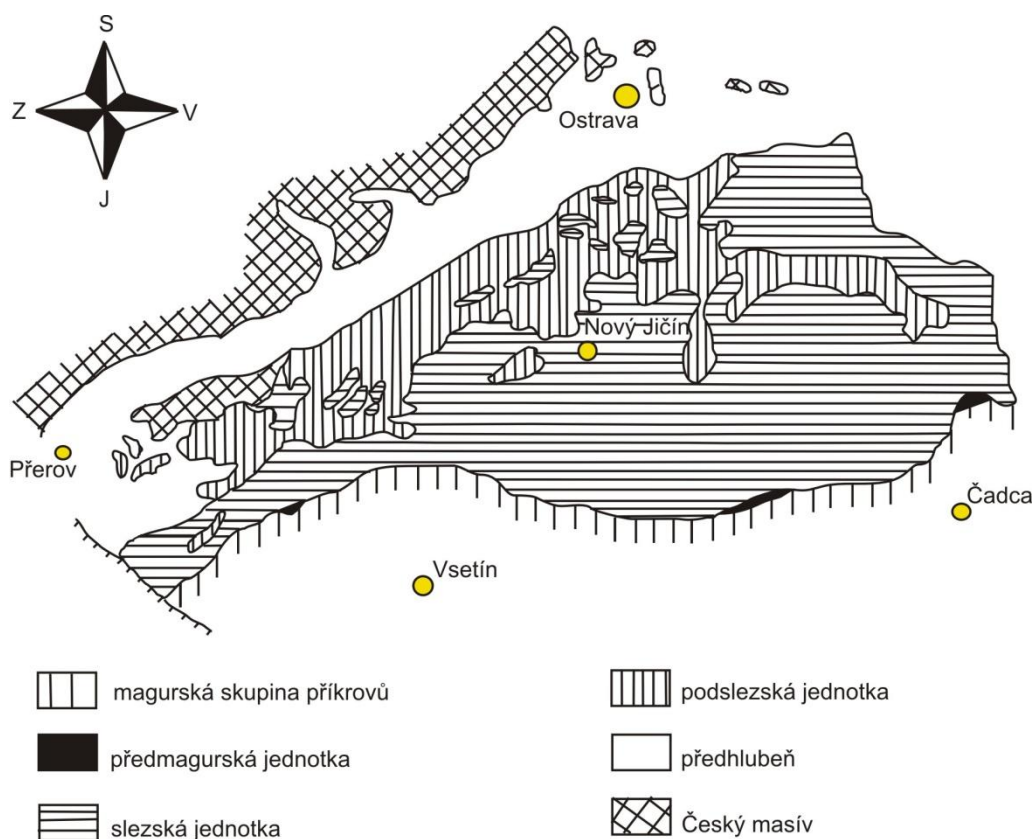 S
Z
V
J
Ostrava
Nový Jičín
Přerov
Čadca
Vsetín
magurská skupina příkrovů
podslezská jednotka
předmagurská jednotka
předhlubeň
slezská jednotka
Český masív